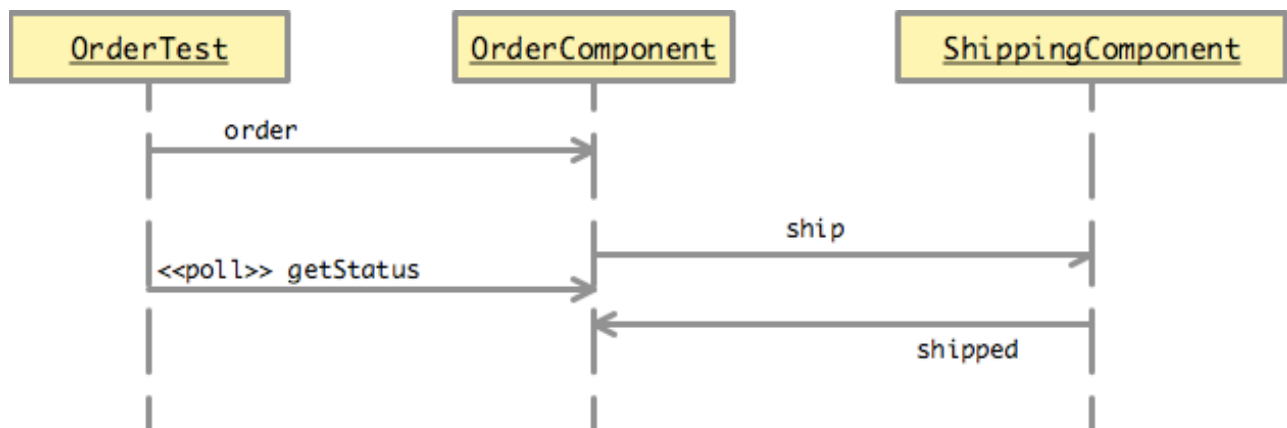 OrderTest
OrderComponent
ShippingComponent
order
ship
<<poll>> getStatus
shipped